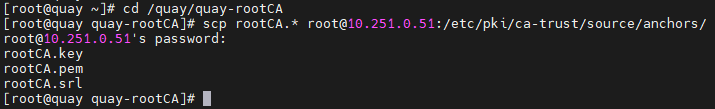 [root@quay ~]# cd /quay/quay-rootCA
[root@quay quay-rootCA]# scp rootCA.* root@10.251.0.51:/etc/pki/ca-trust/source/anchors/
root@10.251.0.51's password:
rootCA.key
rootCA.pem
rootCA.srl
[root@quay quay-rootCA]#